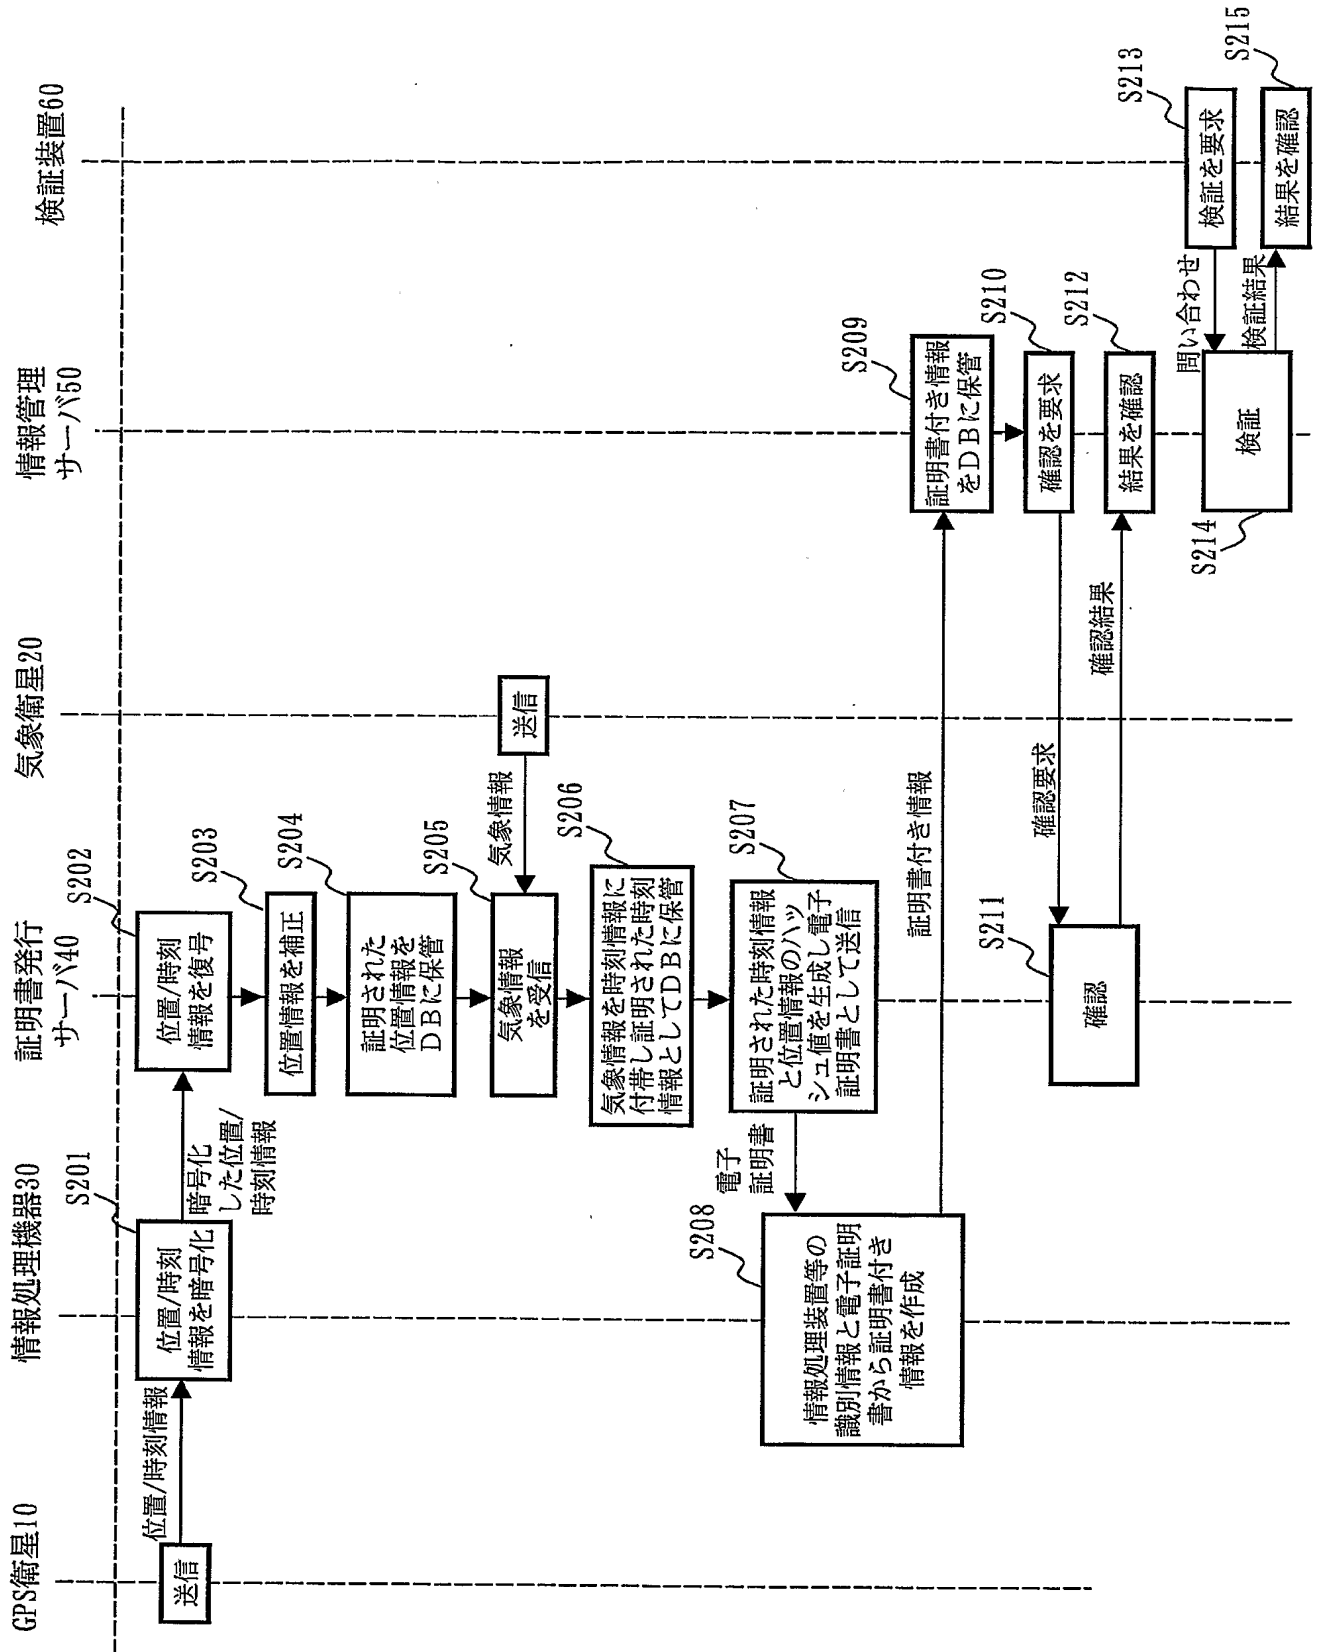 GPS衛星10
情報処理機器30
証明書発行
サーバ40
気象衛星20
情報管理
サーバ50
検証装置60
送信
位置/時刻情報
S201
位置/時刻
情報を暗号化
暗号化
した位置/
時刻情報
S202
位置/時刻
情報を復号
S203
位置情報を補正
S204
証明された
位置情報を
DBに保管
S205
気象情報
を受信
気象情報
送信
S206
気象情報を時刻情報に
付帯し証明された時刻
情報としてDBに保管
S207
証明された時刻情報
と位置情報のハッ
シュ値を生成し電子
証明書として送信
電子
証明書
S208
情報処理装置等の
識別情報と電子証明
書から証明書付き
情報を作成
証明書付き情報
S209
証明書付き情報
をDBに保管
S210
確認を要求
確認要求
S211
確認
確認結果
S212
結果を確認
S213
検証を要求
問い合わせ
S214
検証
検証結果
S215
結果を確認